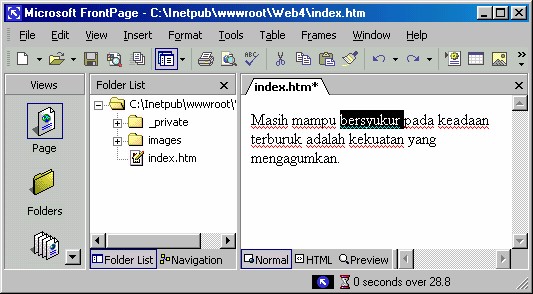 Microsoft FrontPage - C:\Inetpub\wwwroot\Web4\index.htm
File Edit View Insert Format Tools Table Frames Window Help
Views
Folder List
index.htm*
C:\Inetpub\wwwroot\
_private
images
index.htm
Page
Folders
Masih mampu bersyukur pada keadaan
terburuk adalah kekuatan yang
mengagumkan.
Folder List Navigation
Normal HTML Preview
0 seconds over 28.8